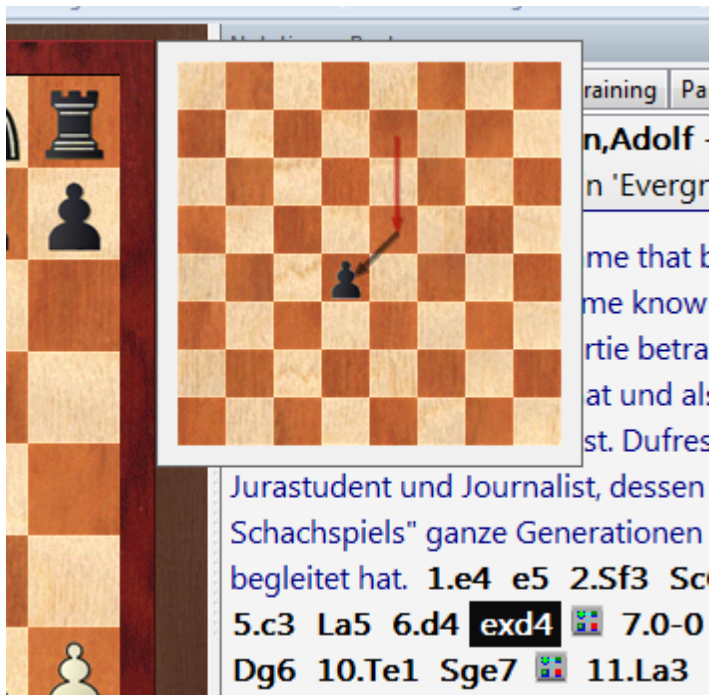 raining Pa
n,Adolf -
n 'Evergr
me that b
me know
rtie betra
at und als
st. Dufres
Jurastudent und Journalist, dessen
Schachspiels" ganze Generationen
begleitet hat. 1.e4 e5 2.Sf3 Sc
5.c3 La5 6.d4 exd4 7.0-0
Dg6 10.Te1 Sge7 11.La3